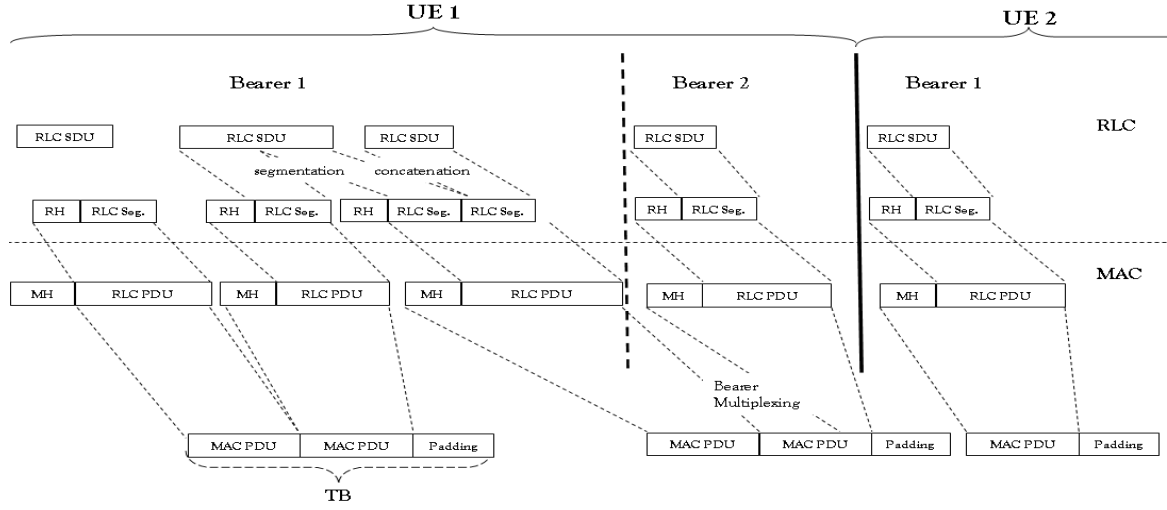 UE 1
UE 2
Bearer 1
Bearer 2
Bearer 1
RLC SDU
RLC SDU
RLC SDU
RLC SDU
RLC SDU
RLC
segmentation
concatenation
RH
RLC Seg.
RH
RLC Seg.
RH
RLC Seg.
RLC Seg.
RH
RLC Seg.
RH
RLC Seg.
MAC
MH
RLC PDU
MH
RLC PDU
MH
RLC PDU
MH
RLC PDU
MH
RLC PDU
Bearer
Multiplexing
MAC PDU
MAC PDU
Padding
MAC PDU
MAC PDU
Padding
MAC PDU
Padding
TB